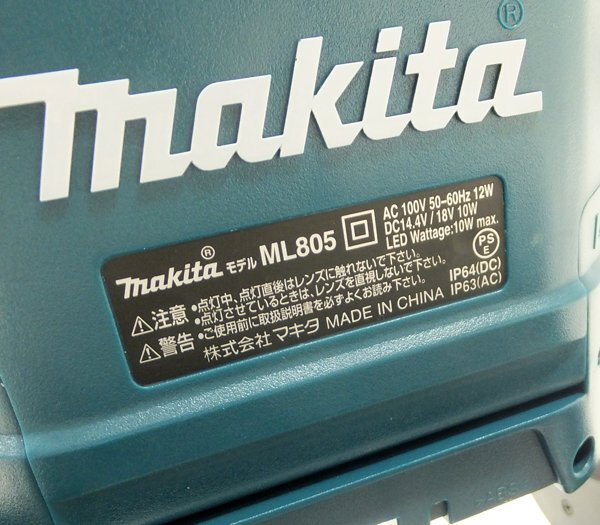 makita®
makita® モデル ML805
AC 100V 50-60Hz 12W
DC14.4V / 18V 10W
LED Wattage:10W max.
PS
E
⚠注意 •点灯中、点灯直後はレンズに触れないで下さい。
•点灯させているときは、レンズを直視しないで下さい。
⚠警告 •ご使用前に取扱説明書を必ずよくお読み下さい。
株式会社 マキタ MADE IN CHINA
IP64(DC)
IP63(AC)